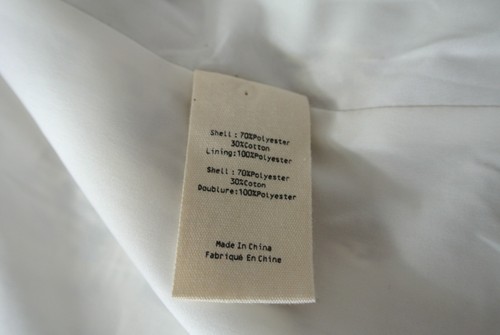 Shell:70%Polyester
30%Cotton
Lining:100%Polyester
Shell:70%Polyester
30%Coton
Doublure:100%Polyester
Made In China
Fabriqué En Chine